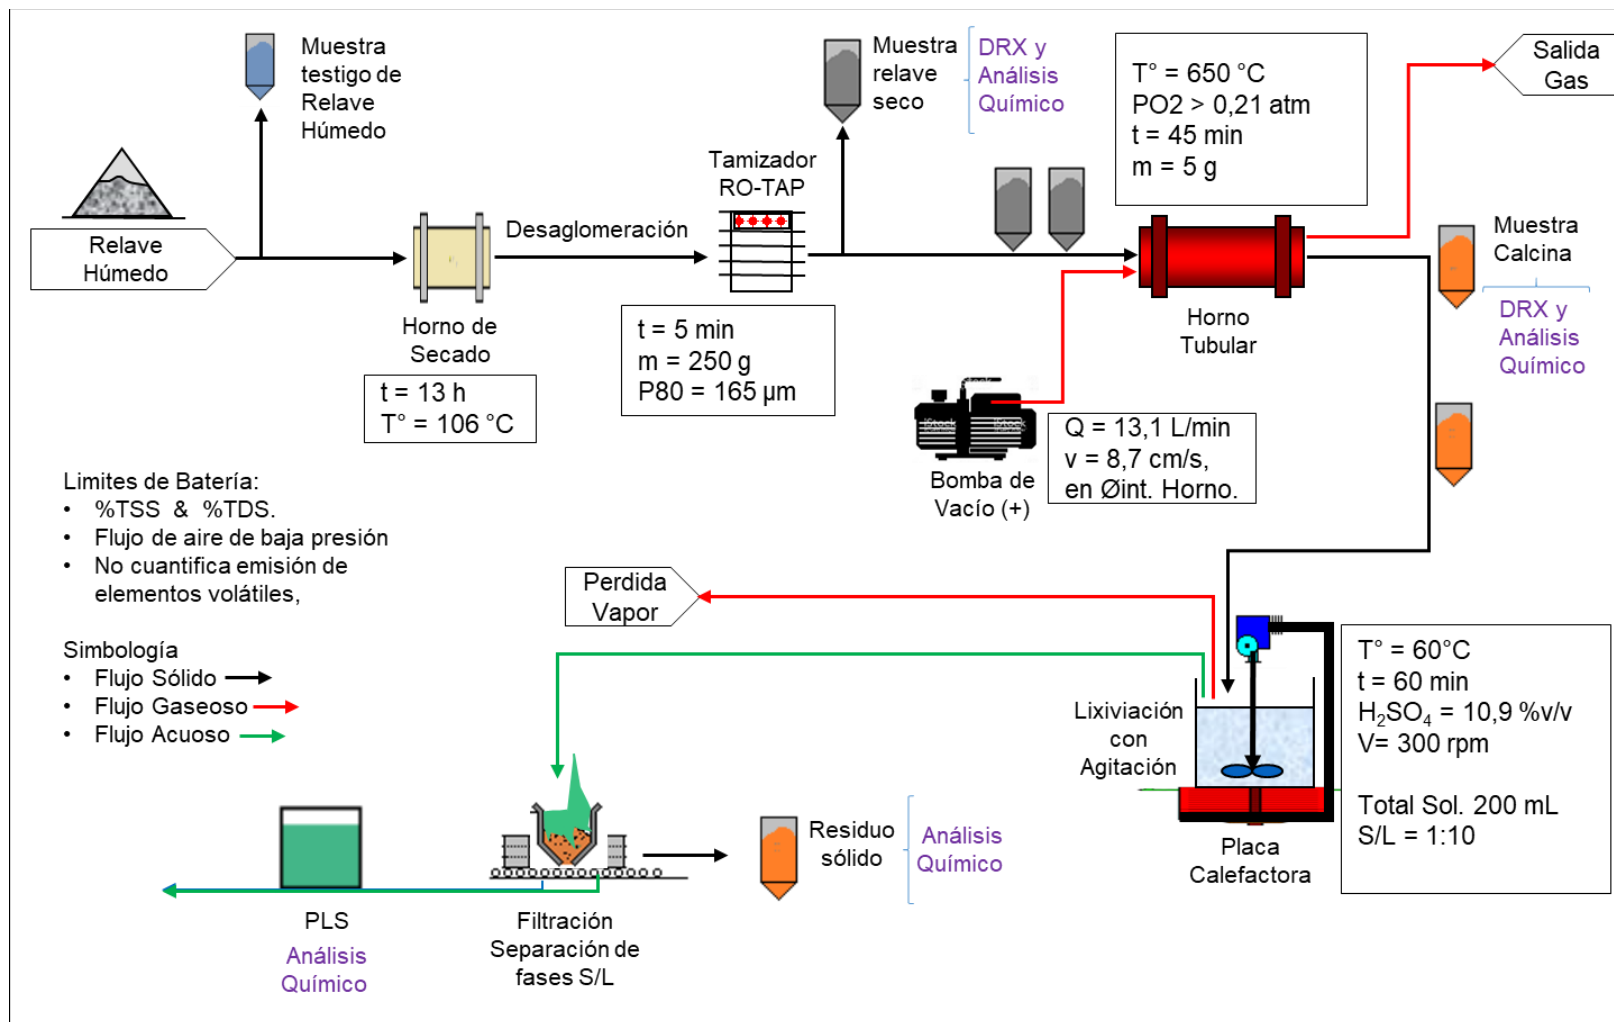 Muestra
testigo de
Relave
Húmedo
Muestra
relave
seco
DRX y
Análisis
Químico
T° = 650 °C
PO2 > 0,21 atm
t = 45 min
m = 5 g
Salida
Gas
Relave
Húmedo
Desaglomeración
Tamizador
RO-TAP
Horno de
Secado
t = 13 h
T° = 106 °C
t = 5 min
m = 250 g
P80 = 165 µm
Horno
Tubular
Muestra
Calcina
DRX y
Análisis
Químico
iStock
iStock
Bomba de
Vacío (+)
Q = 13,1 L/min
v = 8,7 cm/s,
en Øint. Horno.
Limites de Batería:
• %TSS & %TDS.
• Flujo de aire de baja presión
• No cuantifica emisión de
elementos volátiles,
Simbología
• Flujo Sólido
• Flujo Gaseoso
• Flujo Acuoso
Perdida
Vapor
Lixiviación
con
Agitación
T° = 60°C
t = 60 min
H₂SO₄ = 10,9 %v/v
V= 300 rpm
Total Sol. 200 mL
S/L = 1:10
Placa
Calefactora
Residuo
sólido
Análisis
Químico
PLS
Análisis
Químico
Filtración
Separación de
fases S/L